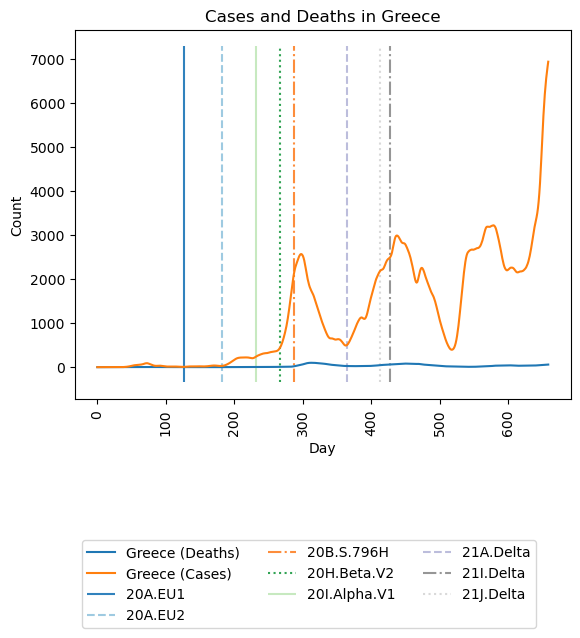 Cases and Deaths in Greece
Count
7000
6000
5000
4000
3000
2000
1000
0
0 100 200 300 400 500 600
Day
Greece (Deaths) 20B.S.796H 21A.Delta
Greece (Cases) 20H.Beta.V2 21I.Delta
20A.EU1 20I.Alpha.V1 21J.Delta
20A.EU2